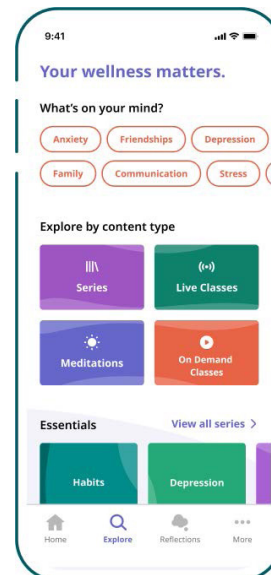 9:41
Your wellness matters.
What's on your mind?
Anxiety Friendships Depression
Family Communication Stress
Explore by content type
Series Live Classes
Meditations On Demand
Classes
Essentials View all series >
Habits Depression
Home Explore Reflections More